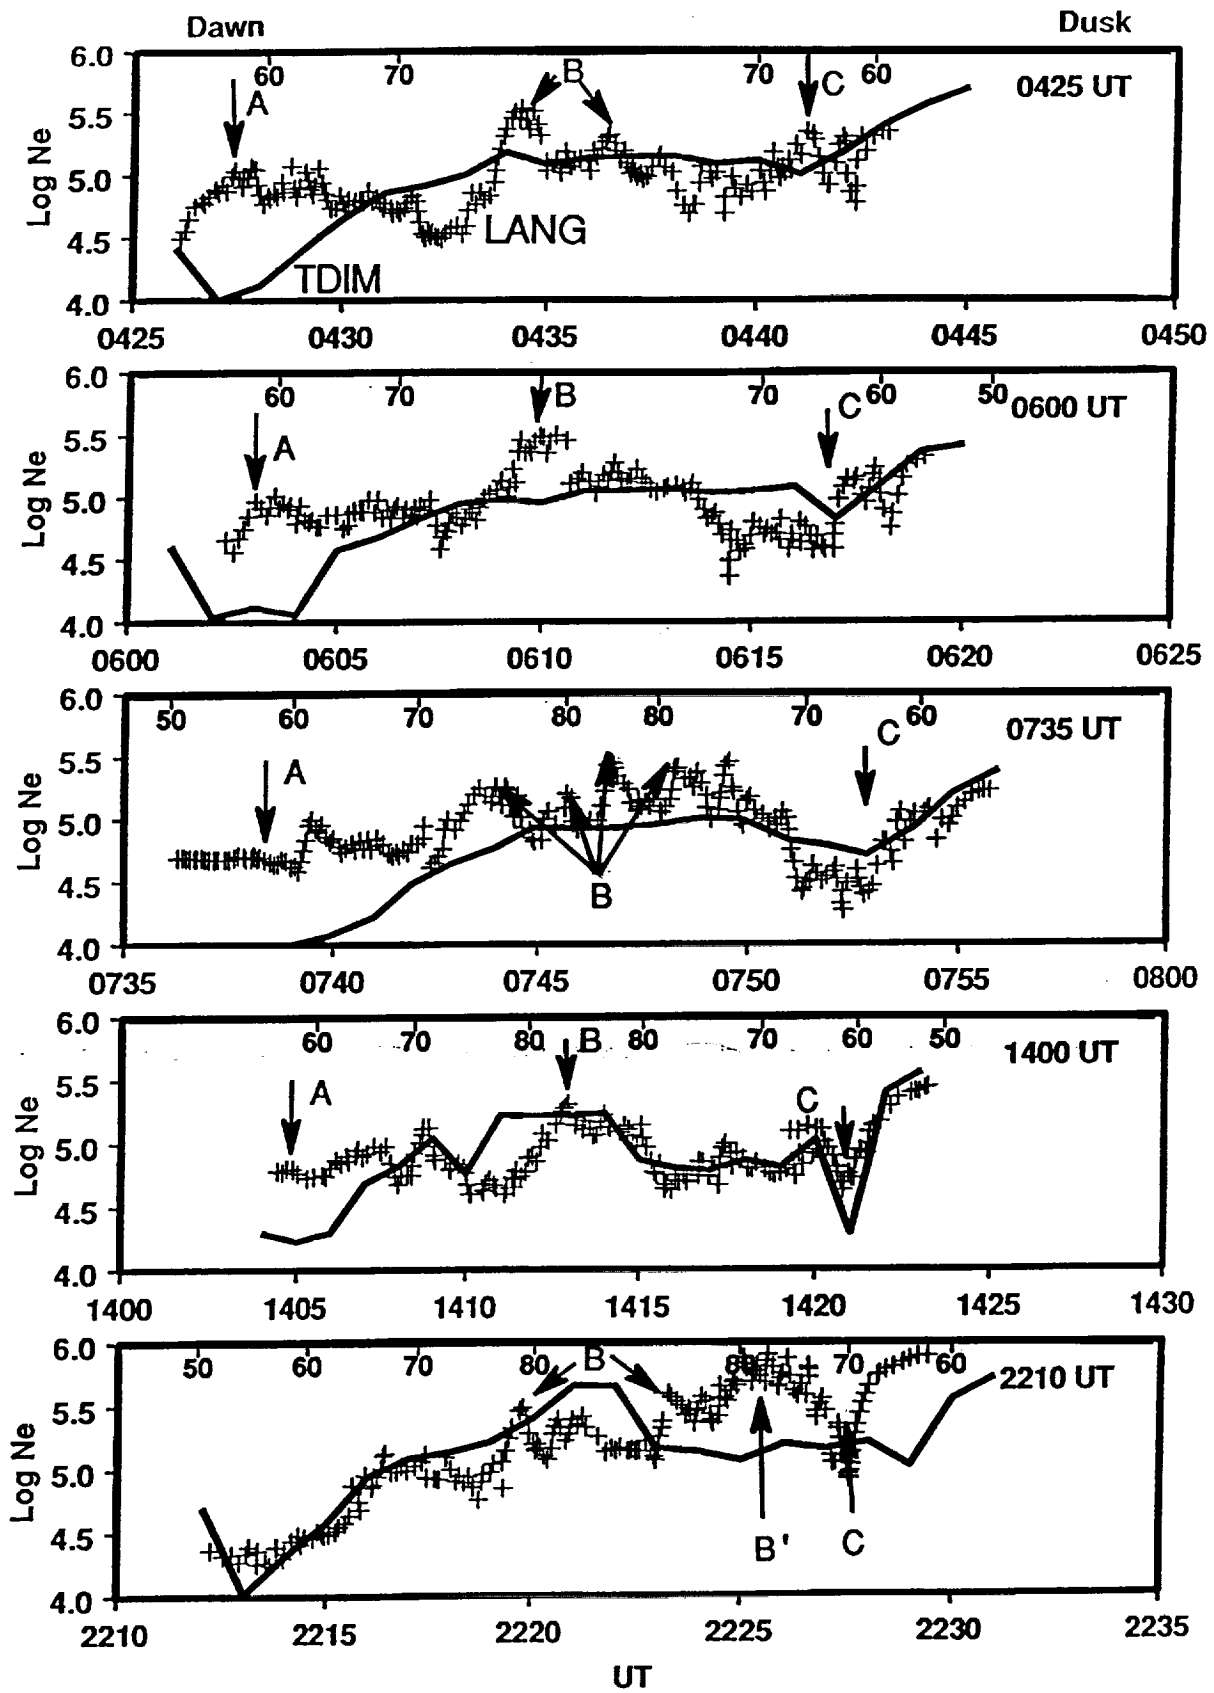 Dawn Dusk
6.0 60 70 B 70 C 60 0425 UT
A
5.5
5.0
Log Ne
4.5 LANG
TDIM
4.0
0425 0430 0435 0440 0445 0450
6.0 60 70 B 70 C 60 50 0600 UT
5.5 A
5.0
Log Ne
4.5
4.0
0600 0605 0610 0615 0620 0625
6.0 50 60 70 80 80 70 C 60 0735 UT
5.5 A
5.0
Log Ne
4.5 B
4.0
0735 0740 0745 0750 0755 0800
6.0 60 70 80 B 80 70 60 50 1400 UT
5.5 A C
5.0
Log Ne
4.5
4.0
1400 1405 1410 1415 1420 1425 1430
6.0 50 60 70 80 B 80 70 60 2210 UT
5.5
5.0
Log Ne
4.5 B' C
4.0
2210 2215 2220 2225 2230 2235
UT